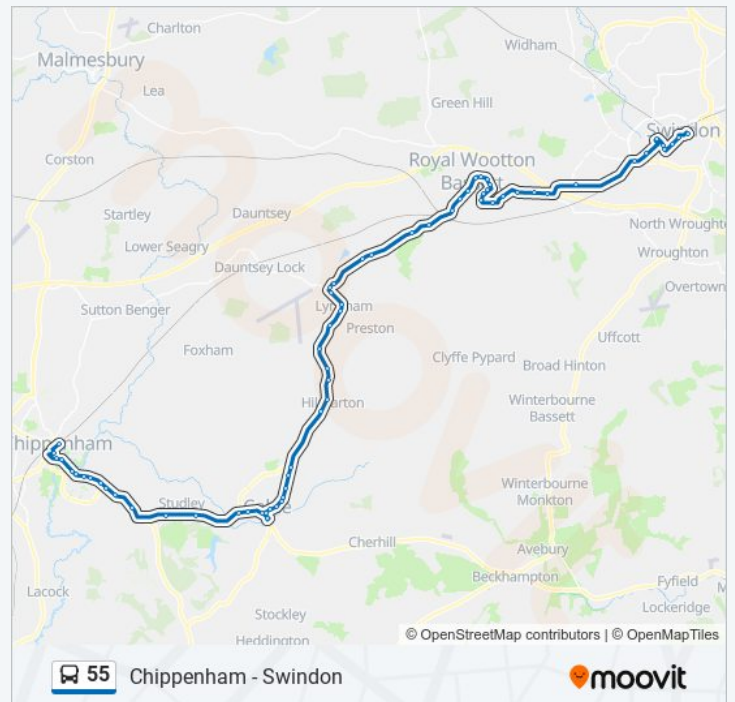 Charlton
Malmesbury
Widham
Lea
Green Hill
Swindon
Corston
Royal Wootton
Bassett
Startley
Dauntsey
North Wrought
Lower Seagry
Wroughton
Dauntsey Lock
Overtown
Sutton Benger
Lyneham
Preston
Uffcott
Foxham
Clyffe Pypard
Broad Hinton
Hilmarton
Winterbourne
Bassett
hippenham
Winterbourne
Monkton
Studley
Calne
Cherhill
Avebury
Beckhampton
Fyfield
M
Lacock
Lockeridge
Stockley
Heddington
© OpenStreetMap contributors | © OpenMapTiles
55 Chippenham - Swindon
moovit